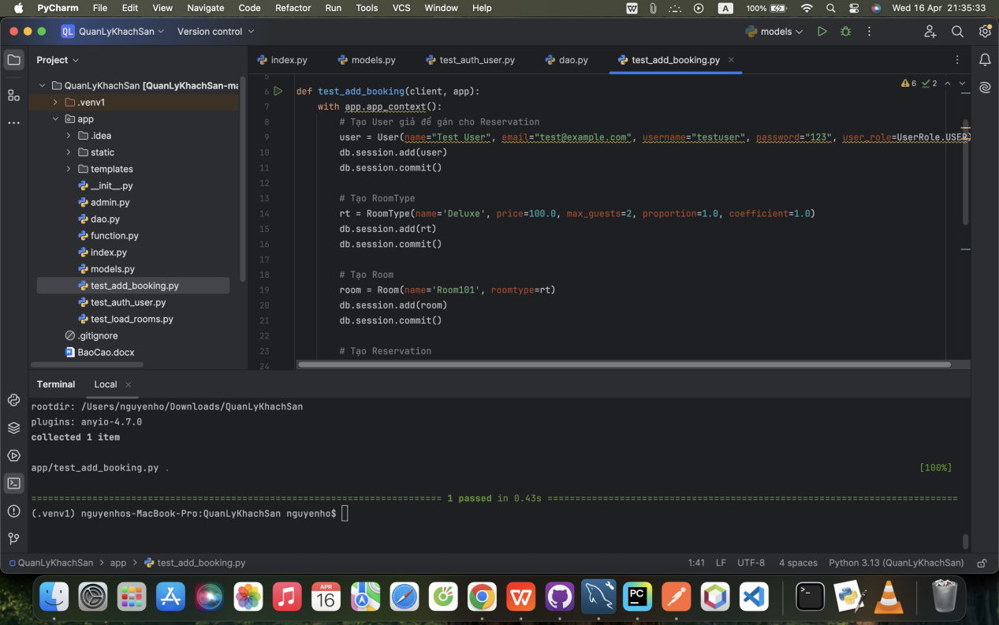 PyCharm File Edit View Navigate Code Refactor Run Tools VCS Window Help A 100% Wed 16 Apr 21:35:33
QL QuanLyKhachSan Version control models
Project
QuanLyKhachSan [QuanLyKhachSan-ma
.venv1
app
.idea
static
templates
__init__.py
admin.py
dao.py
function.py
index.py
models.py
test_add_booking.py
test_auth_user.py
test_load_rooms.py
.gitignore
BaoCao.docx
index.py models.py test_auth_user.py dao.py test_add_booking.py
6 2
5
6 def test_add_booking(client, app):
7 with app.app_context():
8 # Tạo User giả để gán cho Reservation
9 user = User(name="Test User", email="test@example.com", username="testuser", password="123", user_role=UserRole.USER)
10 db.session.add(user)
11 db.session.commit()
12
13 # Tạo RoomType
14 rt = RoomType(name='Deluxe', price=100.0, max_guests=2, proportion=1.0, coefficient=1.0)
15 db.session.add(rt)
16 db.session.commit()
17
18 # Tạo Room
19 room = Room(name='Room101', roomtype=rt)
20 db.session.add(room)
21 db.session.commit()
22
23 # Tạo Reservation
24
Terminal Local
rootdir: /Users/nguyenho/Downloads/QuanLyKhachSan
plugins: anyio-4.7.0
collected 1 item
app/test_add_booking.py . [100%]
1 passed in 0.43s
(.venv1) nguyenhos-MacBook-Pro:QuanLyKhachSan nguyenho$
QuanLyKhachSan > app > test_add_booking.py 1:41 LF UTF-8 4 spaces Python 3.13 (QuanLyKhachSan)
APR
16
PC